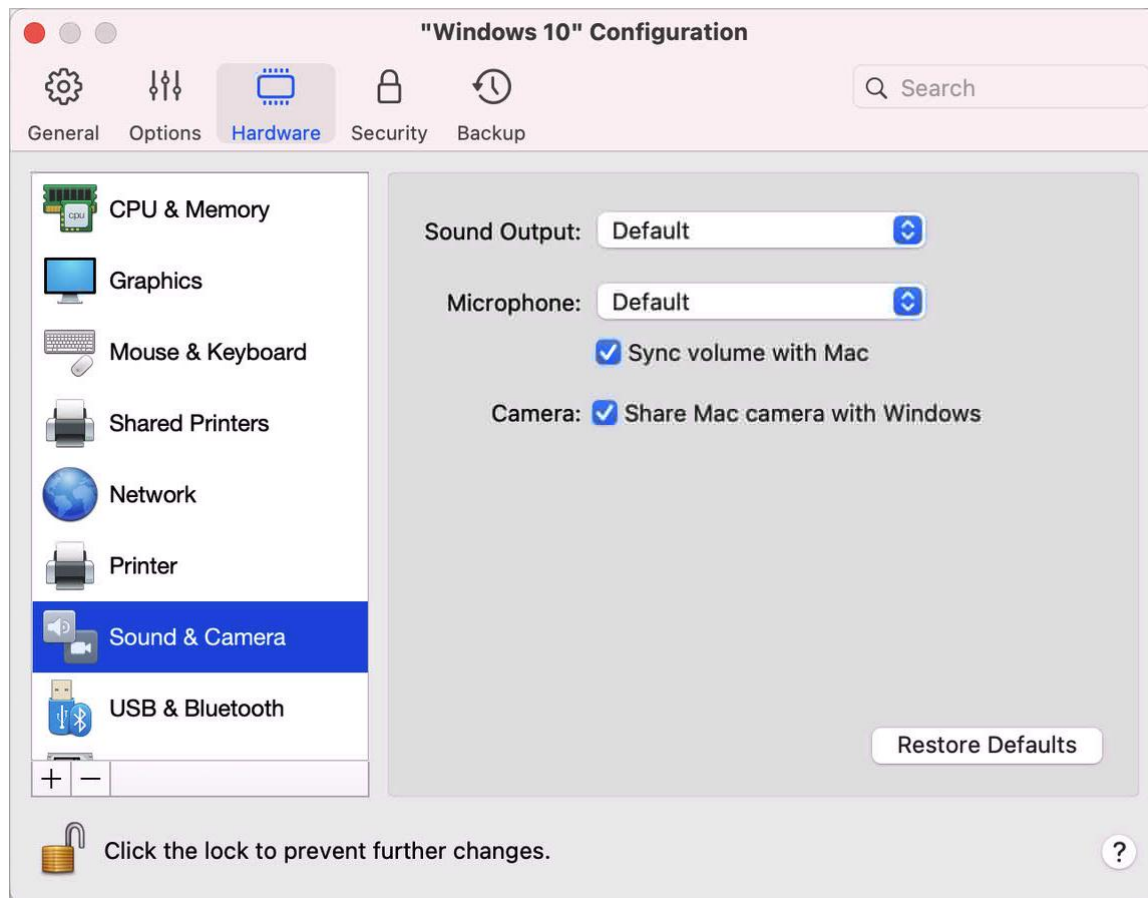 "Windows 10" Configuration
General Options Hardware Security Backup
Search
CPU & Memory
Graphics
Mouse & Keyboard
Shared Printers
Network
Printer
Sound & Camera
USB & Bluetooth
+ −
Sound Output: Default
Microphone: Default
Sync volume with Mac
Camera: Share Mac camera with Windows
Restore Defaults
Click the lock to prevent further changes.
?